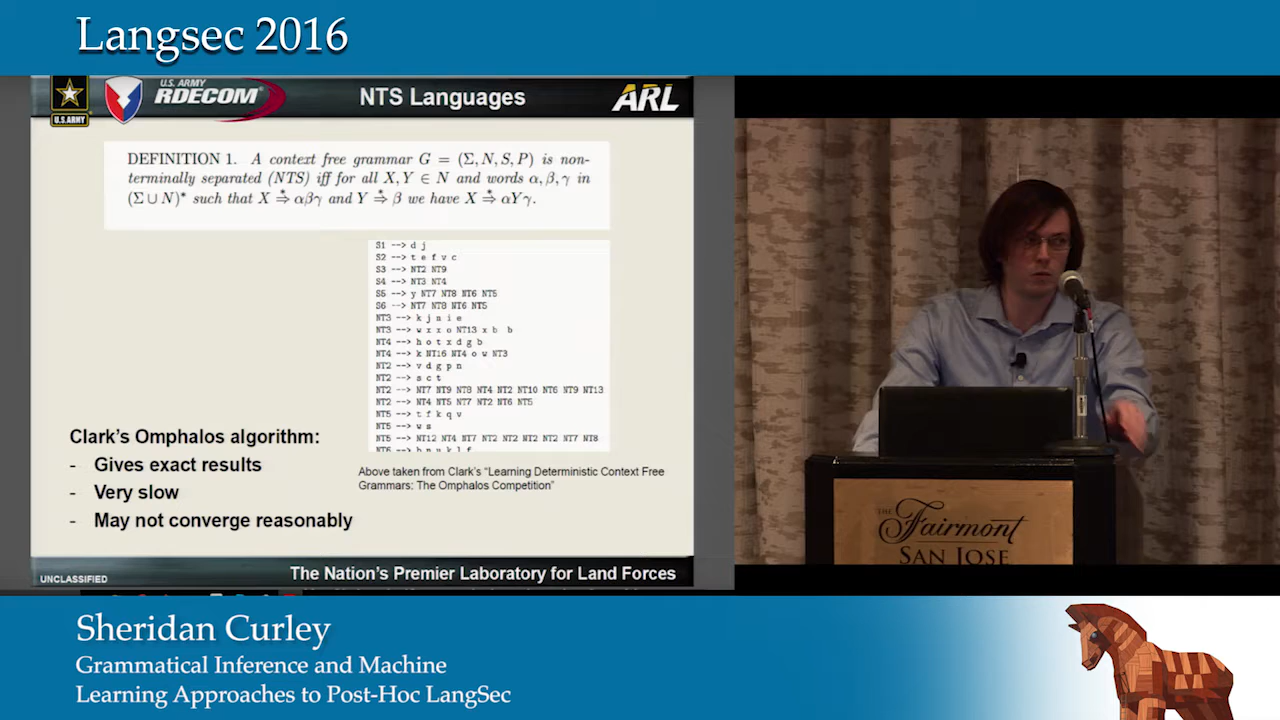 Langsec 2016
U.S. ARMY
U.S. ARMY
RDECOM
NTS Languages
ARL
DEFINITION 1. A context free grammar G = (Σ, N, S, P) is non-
terminally separated (NTS) iff for all X, Y ∈ N and words α, β, γ in
(Σ ∪ N)* such that X ⇒* αβγ and Y ⇒* β we have X ⇒* αYγ.
S1 --> d j
S2 --> t e f v c
S3 --> NT2 NT9
S4 --> NT3 NT4
S5 --> y NT7 NT8 NT6 NT5
S6 --> NT7 NT8 NT6 NT5
NT3 --> k j n i e
NT3 --> w r x o NT13 x b b
NT4 --> h o t x d g b
NT4 --> k NT16 NT4 o w NT3
NT2 --> v d g p n
NT2 --> s c t
NT2 --> NT7 NT9 NT8 NT4 NT2 NT10 NT6 NT9 NT13
NT2 --> NT4 NT5 NT7 NT2 NT6 NT5
NT5 --> t f k q v
NT5 --> w s
NT5 --> NT12 NT4 NT7 NT2 NT2 NT2 NT2 NT7 NT8
Clark's Omphalos algorithm:
- Gives exact results
- Very slow
- May not converge reasonably
Above taken from Clark's "Learning Deterministic Context Free
Grammars: The Omphalos Competition"
UNCLASSIFIED
The Nation's Premier Laboratory for Land Forces
THE
Fairmont
SAN JOSE
Sheridan Curley
Grammatical Inference and Machine
Learning Approaches to Post-Hoc LangSec